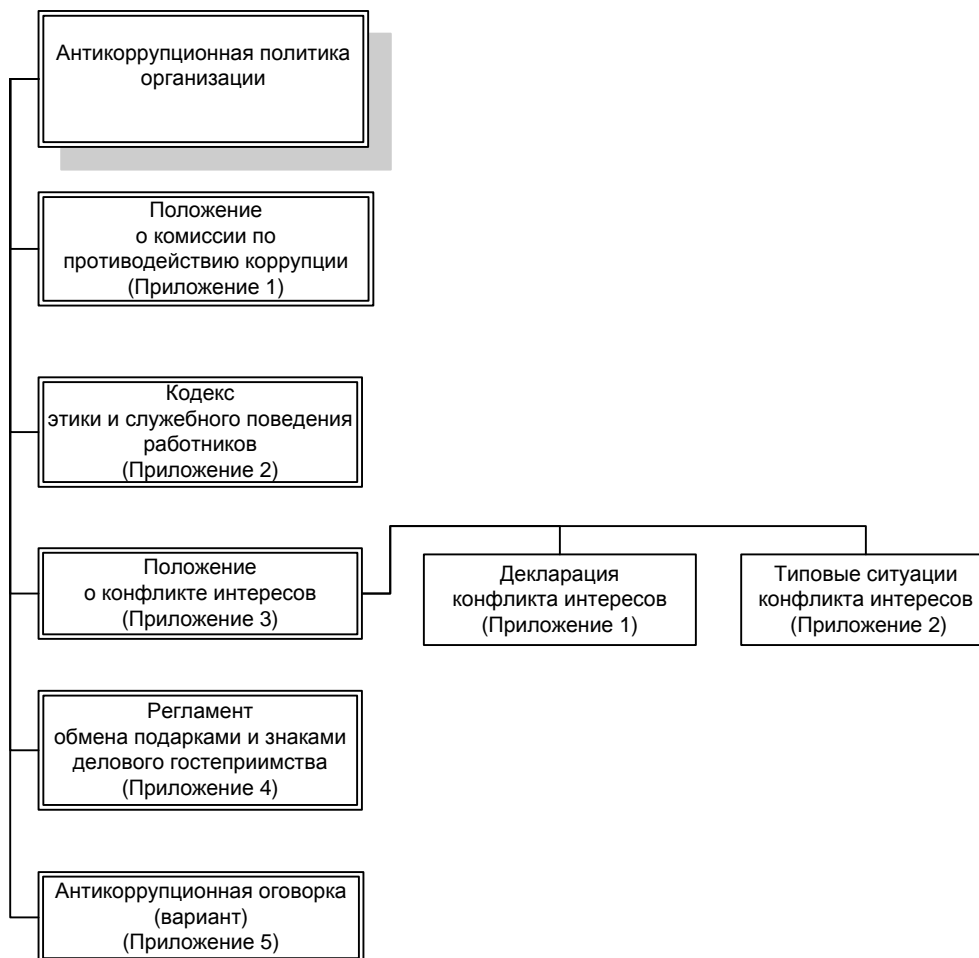 Антикоррупционная политика
организации
Положение
о комиссии по
противодействию коррупции
(Приложение 1)
Кодекс
этики и служебного поведения
работников
(Приложение 2)
Положение
о конфликте интересов
(Приложение 3)
Декларация
конфликта интересов
(Приложение 1)
Типовые ситуации
конфликта интересов
(Приложение 2)
Регламент
обмена подарками и знаками
делового гостеприимства
(Приложение 4)
Антикоррупционная оговорка
(вариант)
(Приложение 5)